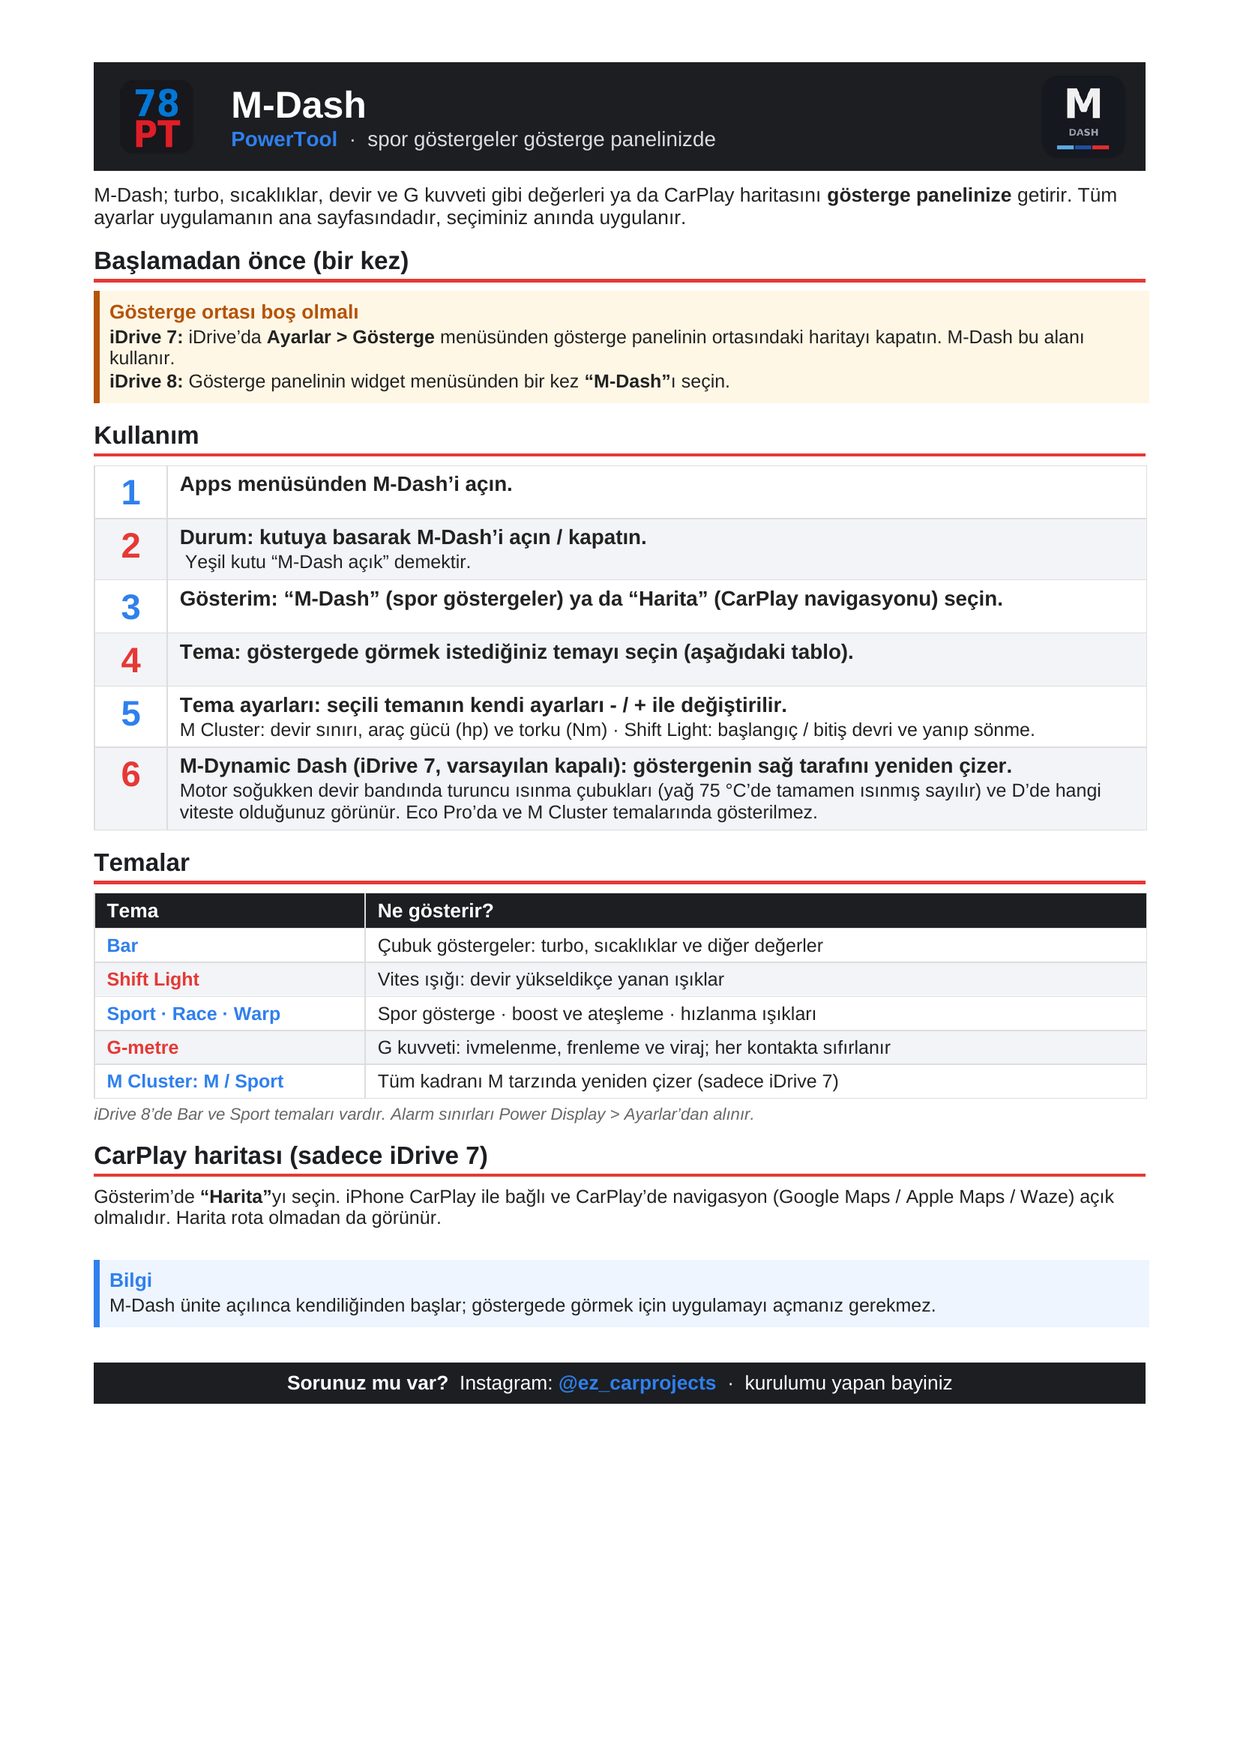 78
PT
M-Dash
PowerTool · spor göstergeler gösterge panelinizde
M
DASH
M-Dash; turbo, sıcaklıklar, devir ve G kuvveti gibi değerleri ya da CarPlay haritasını gösterge panelinize getirir. Tüm
ayarlar uygulamanın ana sayfasındadır, seçiminiz anında uygulanır.
Başlamadan önce (bir kez)
Gösterge ortası boş olmalı
iDrive 7: iDrive’da Ayarlar > Gösterge menüsünden gösterge panelinin ortasındaki haritayı kapatın. M-Dash bu alanı
kullanır.
iDrive 8: Gösterge panelinin widget menüsünden bir kez “M-Dash”ı seçin.
Kullanım
1 Apps menüsünden M-Dash’i açın.
2 Durum: kutuya basarak M-Dash’i açın / kapatın.
Yeşil kutu “M-Dash açık” demektir.
3 Gösterim: “M-Dash” (spor göstergeler) ya da “Harita” (CarPlay navigasyonu) seçin.
4 Tema: göstergede görmek istediğiniz temayı seçin (aşağıdaki tablo).
5 Tema ayarları: seçili temanın kendi ayarları - / + ile değiştirilir.
M Cluster: devir sınırı, araç gücü (hp) ve torku (Nm) · Shift Light: başlangıç / bitiş devri ve yanıp sönme.
6 M-Dynamic Dash (iDrive 7, varsayılan kapalı): göstergenin sağ tarafını yeniden çizer.
Motor soğukken devir bandında turuncu ısınma çubukları (yağ 75 °C’de tamamen ısınmış sayılır) ve D’de hangi
viteste olduğunuz görünür. Eco Pro’da ve M Cluster temalarında gösterilmez.
Temalar
Tema Ne gösterir?
Bar Çubuk göstergeler: turbo, sıcaklıklar ve diğer değerler
Shift Light Vites ışığı: devir yükseldikçe yanan ışıklar
Sport · Race · Warp Spor gösterge · boost ve ateşleme · hızlanma ışıkları
G-metre G kuvveti: ivmelenme, frenleme ve viraj; her kontakta sıfırlanır
M Cluster: M / Sport Tüm kadranı M tarzında yeniden çizer (sadece iDrive 7)
iDrive 8’de Bar ve Sport temaları vardır. Alarm sınırları Power Display > Ayarlar’dan alınır.
CarPlay haritası (sadece iDrive 7)
Gösterim’de “Harita”yı seçin. iPhone CarPlay ile bağlı ve CarPlay’de navigasyon (Google Maps / Apple Maps / Waze) açık
olmalıdır. Harita rota olmadan da görünür.
Bilgi
M-Dash ünite açılınca kendiliğinden başlar; göstergede görmek için uygulamayı açmanız gerekmez.
Sorunuz mu var? Instagram: @ez_carprojects · kurulumu yapan bayiniz